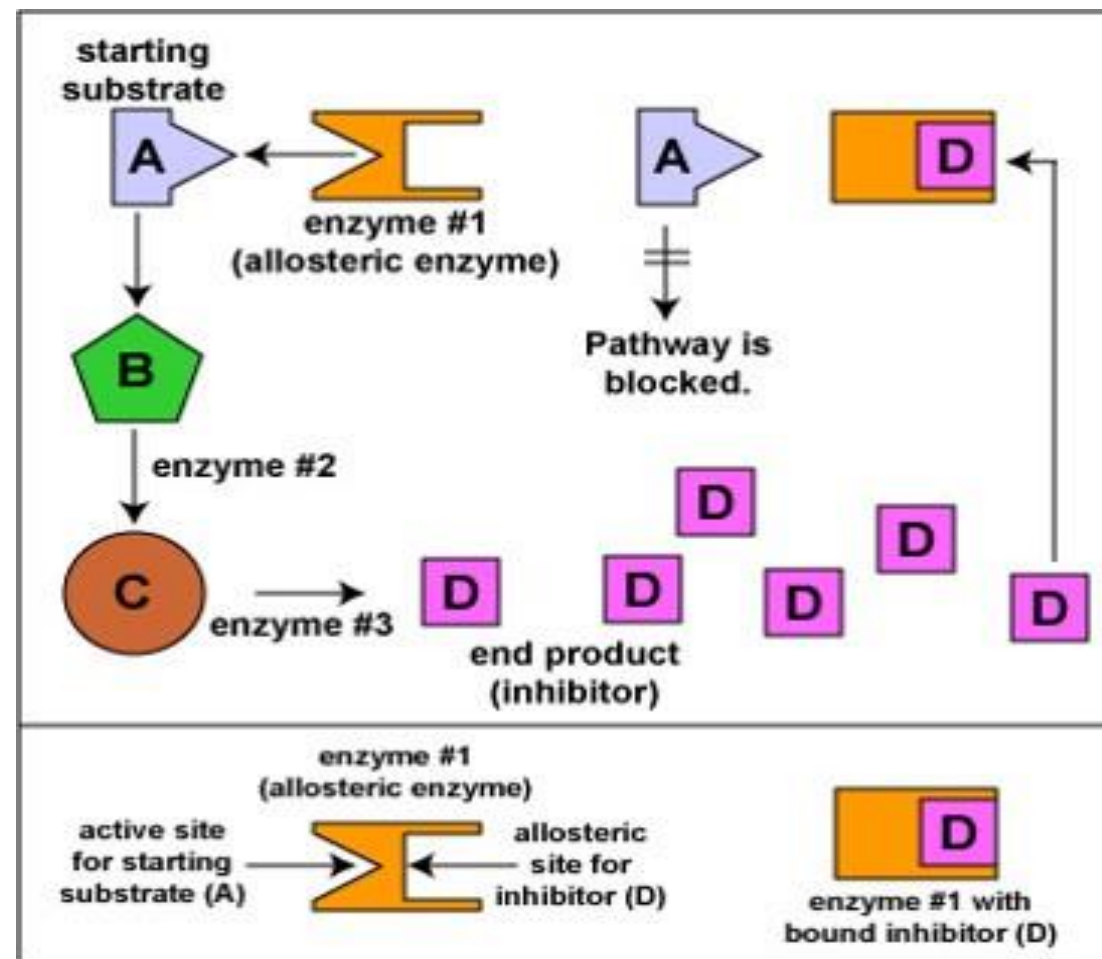 starting
substrate
A
enzyme #1
(allosteric enzyme)
A
D
Pathway is
blocked.
B
enzyme #2
C
enzyme #3
D
D
D
D
D
D
end product
(inhibitor)
enzyme #1
(allosteric enzyme)
active site
for starting
substrate (A)
allosteric
site for
inhibitor (D)
D
enzyme #1 with
bound inhibitor (D)